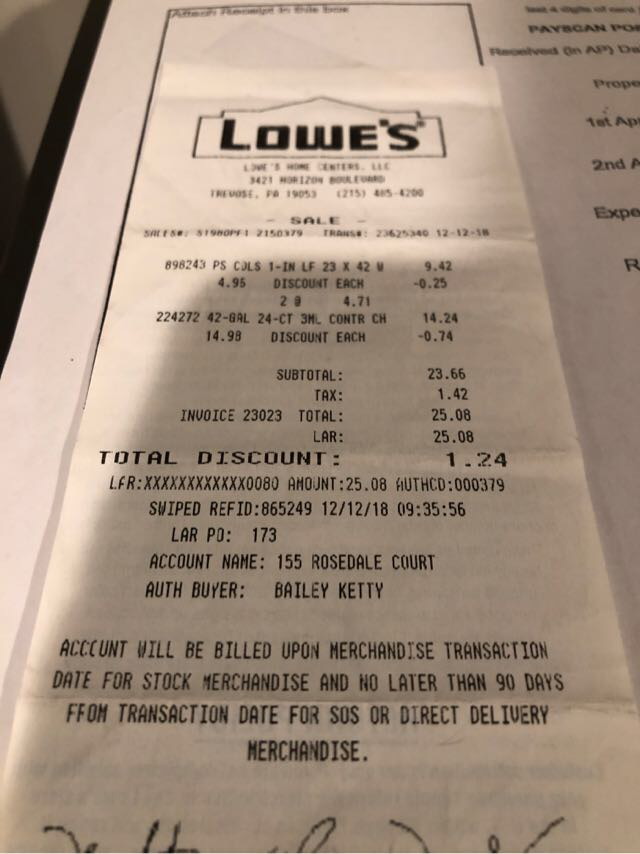 Attach Receipt in this box
PAYSCAN
Received (in AP)
1st
2nd
LOWE'S
LOWE'S HOME CENTERS, LLC
3421 HORIZON BOULEVARD
TREVOSE, PA 19053 (215) 485-4200
- SALE -
SALES#: S1980PF1 2150379 TRANS#: 23625340 12-12-18
898243 PS COLS 1-IN LF 23 X 42 W 9.42
4.95 DISCOUNT EACH -0.25
2 @ 4.71
224272 42-GAL 24-CT 3ML CONTR CH 14.24
14.98 DISCOUNT EACH -0.74
SUBTOTAL: 23.66
TAX: 1.42
INVOICE 23023 TOTAL: 25.08
LAR: 25.08
TOTAL DISCOUNT: 1.24
LAR:XXXXXXXXXXXX0080 AMOUNT:25.08 AUTHCD:000379
SWIPED REFID:865249 12/12/18 09:35:56
LAR PO: 173
ACCOUNT NAME: 155 ROSEDALE COURT
AUTH BUYER: BAILEY KETTY
ACCOUNT WILL BE BILLED UPON MERCHANDISE TRANSACTION
DATE FOR STOCK MERCHANDISE AND NO LATER THAN 90 DAYS
FROM TRANSACTION DATE FOR SOS OR DIRECT DELIVERY
MERCHANDISE.